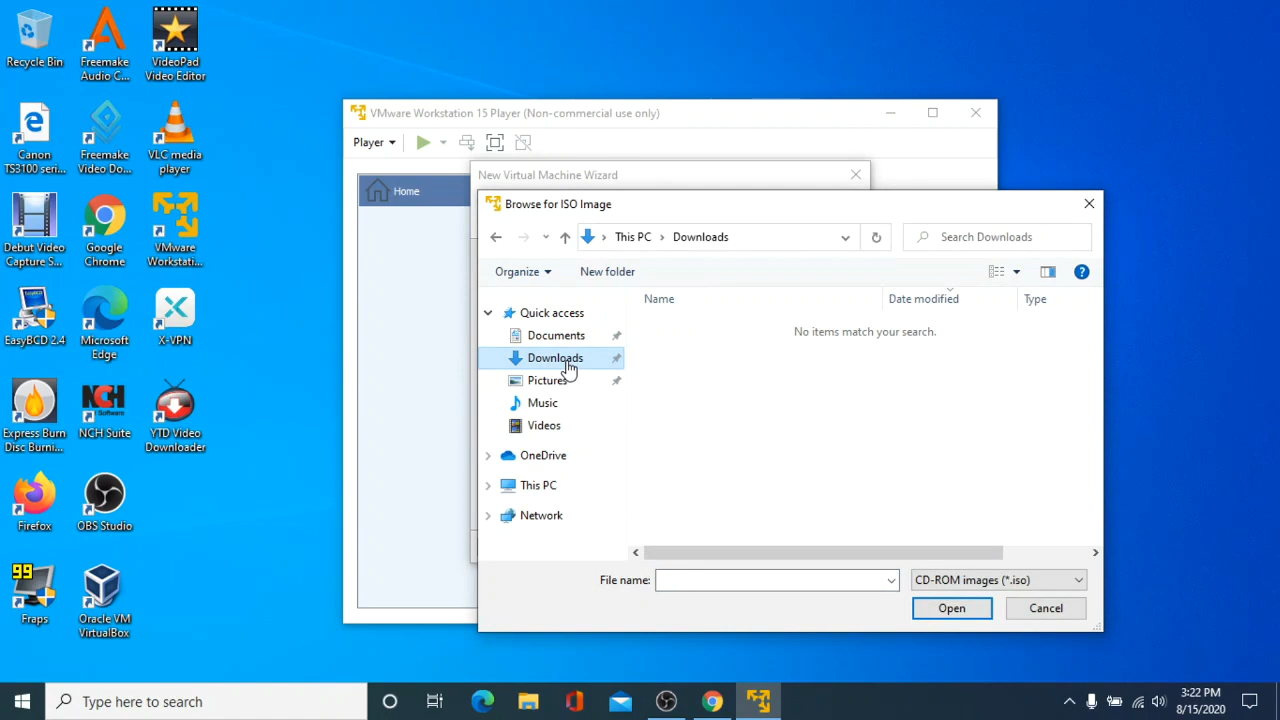 Recycle Bin
Freemake
Audio C...
VideoPad
Video Editor
Canon
TS3100 seri...
Freemake
Video Do...
VLC media
player
Debut Video
Capture S...
Google
Chrome
VMware
Workstati...
EasyBCD 2.4
Microsoft
Edge
X-VPN
Express Burn
Disc Burni...
NCH
Software
NCH Suite
YTD Video
Downloader
Firefox
OBS Studio
99
Fraps
Oracle VM
VirtualBox
VMware Workstation 15 Player (Non-commercial use only)
Player
Home
New Virtual Machine Wizard
Browse for ISO Image
This PC > Downloads
Search Downloads
Organize
New folder
Name
Date modified
Type
No items match your search.
Quick access
Documents
Downloads
Pictures
Music
Videos
OneDrive
This PC
Network
File name:
CD-ROM images (*.iso)
Open
Cancel
Type here to search
3:22 PM
8/15/2020